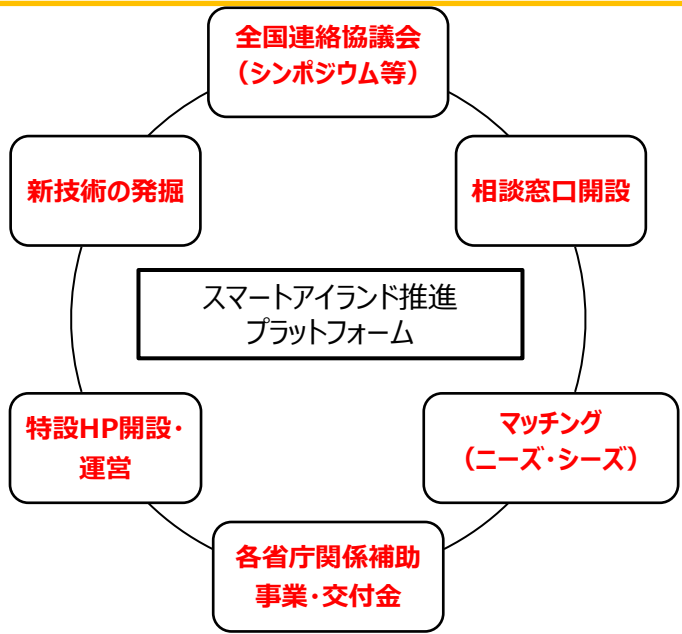 全国連絡協議会
（シンポジウム等）
新技術の発掘
相談窓口開設
スマートアイランド推進
プラットフォーム
特設HP開設・
運営
マッチング
（ニーズ・シーズ）
各省庁関係補助
事業・交付金